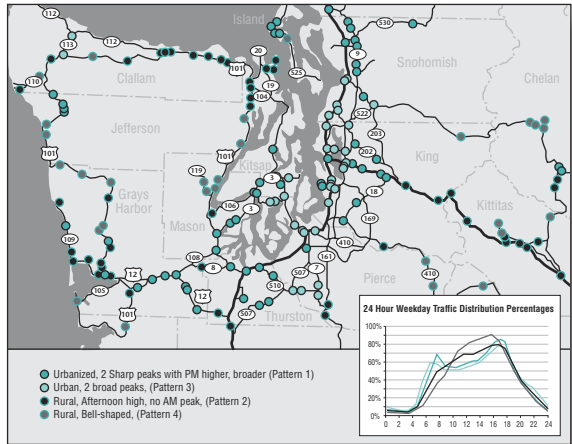 112
112
113
Island
20
530
9
Snohomish
Clallam
101
525
Chelan
110
19
104
522
Jefferson
203
101
101
202
King
Kitsap
119
3
18
Grays
Harbor
106
3
169
Kittitas
Mason
109
410
161
108
8
12
507
7
Pierce
410
105
12
510
101
507
Thurston
24 Hour Weekday Traffic Distribution Percentages
100%
80%
60%
40%
20%
0%
0 2 4 6 8 10 12 14 16 18 20 22 24
Urbanized, 2 Sharp peaks with PM higher, broader (Pattern 1)
Urban, 2 broad peaks, (Pattern 3)
Rural, Afternoon high, no AM peak, (Pattern 2)
Rural, Bell-shaped, (Pattern 4)